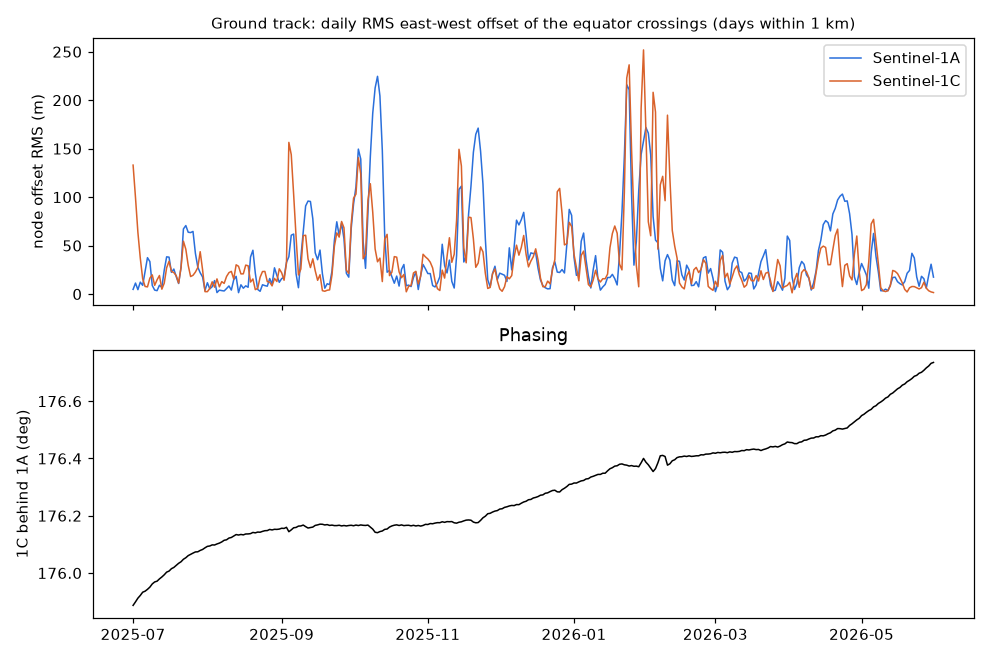 Ground track: daily RMS east-west offset of the equator crossings (days within 1 km)
node offset RMS (m)
250
200
150
100
50
0
Sentinel-1A
Sentinel-1C
Phasing
1C behind 1A (deg)
176.6
176.4
176.2
176.0
2025-07 2025-09 2025-11 2026-01 2026-03 2026-05